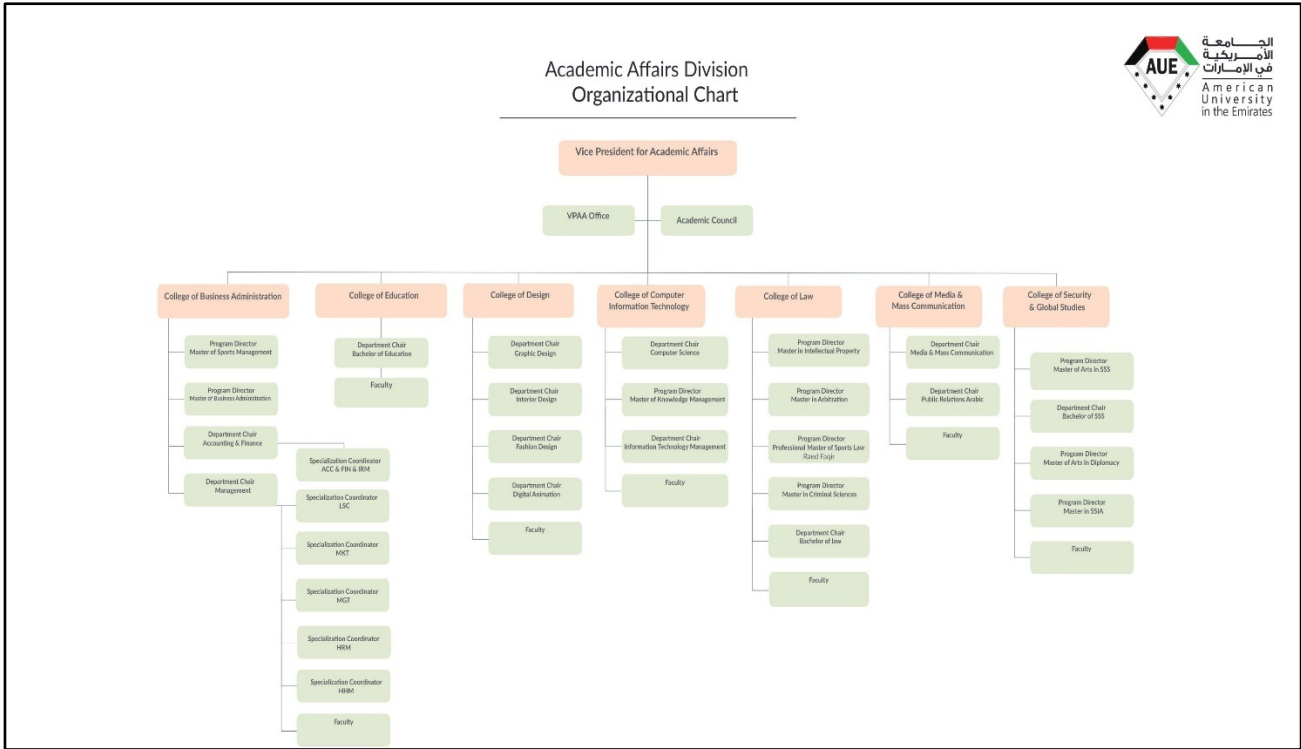 Academic Affairs Division
Organizational Chart
AUE
الجـــامعـة
الأمــريكيـة
في الإمــارات
American
University
in the Emirates
Vice President for Academic Affairs
VPAA Office
Academic Council
College of Business Administration
Program Director
Master of Sports Management
Program Director
Master of Business Administration
Department Chair
Accounting & Finance
Department Chair
Management
Specialization Coordinator
ACC & FIN & IRM
Specialization Coordinator
LSC
Specialization Coordinator
MKT
Specialization Coordinator
MGT
Specialization Coordinator
HRM
Specialization Coordinator
HHM
Faculty
College of Education
Department Chair
Bachelor of Education
Faculty
College of Design
Department Chair
Graphic Design
Department Chair
Interior Design
Department Chair
Fashion Design
Department Chair
Digital Animation
Faculty
College of Computer
Information Technology
Department Chair
Computer Science
Program Director
Master of Knowledge Management
Department Chair
Information Technology Management
Faculty
College of Law
Program Director
Master in Intellectual Property
Program Director
Master in Arbitration
Program Director
Professional Master of Sports Law
Raed Faqir
Program Director
Master in Criminal Sciences
Department Chair
Bachelor of law
Faculty
College of Media &
Mass Communication
Department Chair
Media & Mass Communication
Department Chair
Public Relations Arabic
Faculty
College of Security
& Global Studies
Program Director
Master of Arts in SSS
Department Chair
Bachelor of SSS
Program Director
Master of Arts In Diplomacy
Program Director
Master in SSIA
Faculty